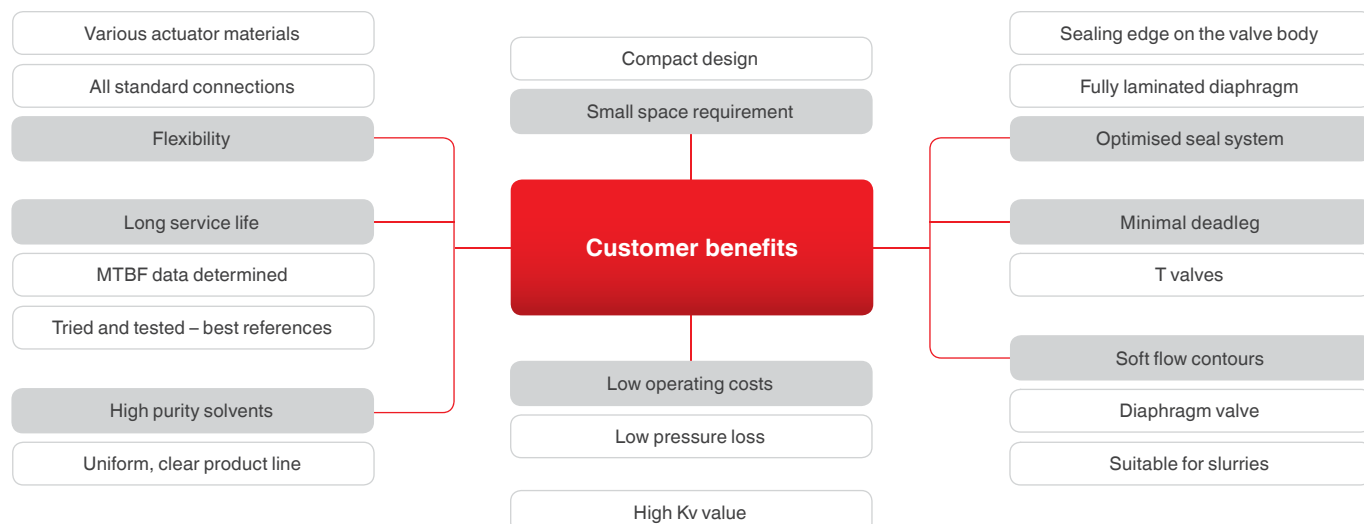 Various actuator materials
All standard connections
Flexibility
Long service life
MTBF data determined
Tried and tested – best references
High purity solvents
Uniform, clear product line
Compact design
Small space requirement
Customer benefits
Low operating costs
Low pressure loss
High Kv value
Sealing edge on the valve body
Fully laminated diaphragm
Optimised seal system
Minimal deadleg
T valves
Soft flow contours
Diaphragm valve
Suitable for slurries